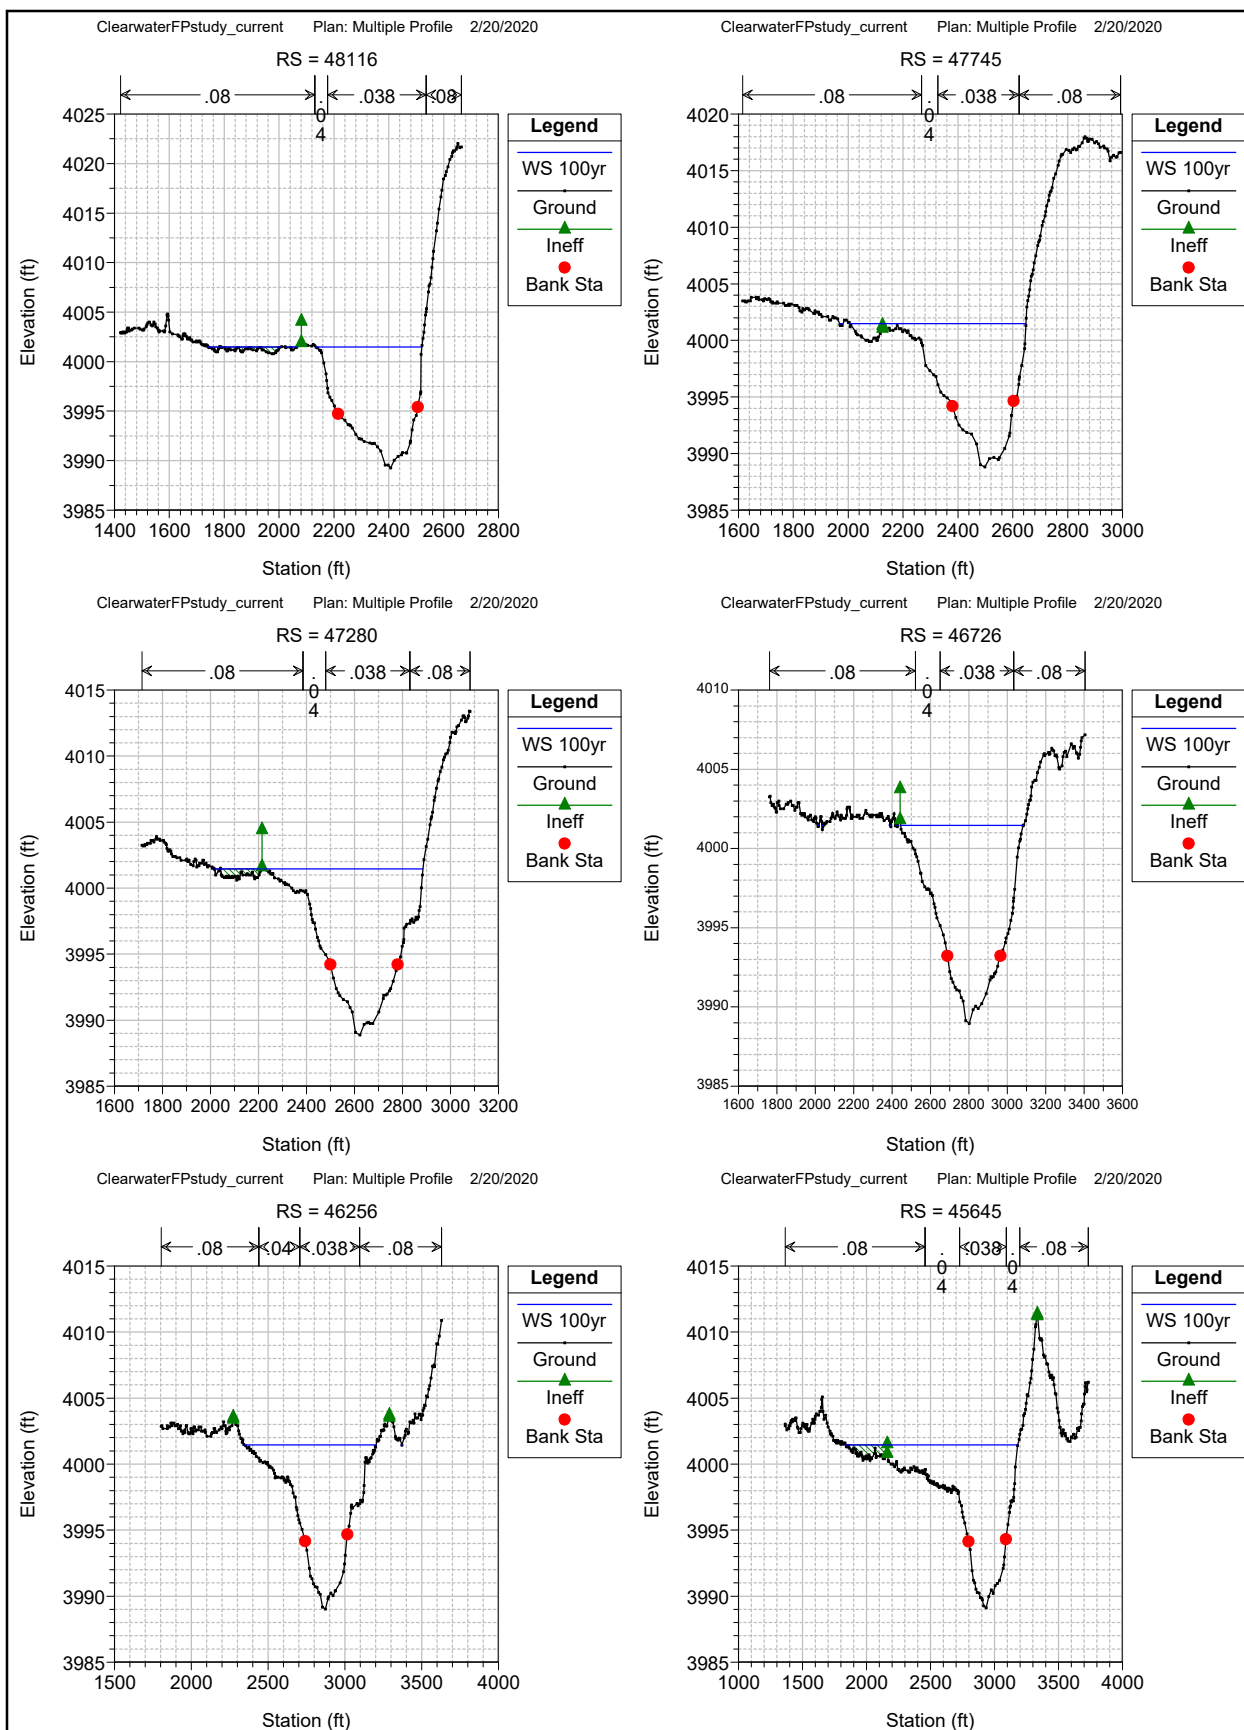 ClearwaterFPstudy_current Plan: Multiple Profile 2/20/2020
RS = 48116
.08 .04 .038 .08
4025
4020
4015
4010
4005
4000
3995
3990
3985
1400 1600 1800 2000 2200 2400 2600 2800
Elevation (ft)
Station (ft)
Legend
WS 100yr
Ground
Ineff
Bank Sta
ClearwaterFPstudy_current Plan: Multiple Profile 2/20/2020
RS = 47745
.08 .04 .038 .08
4020
4015
4010
4005
4000
3995
3990
3985
1600 1800 2000 2200 2400 2600 2800 3000
Elevation (ft)
Station (ft)
Legend
WS 100yr
Ground
Ineff
Bank Sta
ClearwaterFPstudy_current Plan: Multiple Profile 2/20/2020
RS = 47280
.08 .04 .038 .08
4015
4010
4005
4000
3995
3990
3985
1600 1800 2000 2200 2400 2600 2800 3000 3200
Elevation (ft)
Station (ft)
Legend
WS 100yr
Ground
Ineff
Bank Sta
ClearwaterFPstudy_current Plan: Multiple Profile 2/20/2020
RS = 46726
.08 .04 .038 .08
4010
4005
4000
3995
3990
3985
1600 1800 2000 2200 2400 2600 2800 3000 3200 3400 3600
Elevation (ft)
Station (ft)
Legend
WS 100yr
Ground
Ineff
Bank Sta
ClearwaterFPstudy_current Plan: Multiple Profile 2/20/2020
RS = 46256
.08 .04 .038 .08
4015
4010
4005
4000
3995
3990
3985
1500 2000 2500 3000 3500 4000
Elevation (ft)
Station (ft)
Legend
WS 100yr
Ground
Ineff
Bank Sta
ClearwaterFPstudy_current Plan: Multiple Profile 2/20/2020
RS = 45645
.08 .04 .038 .04 .08
4015
4010
4005
4000
3995
3990
3985
1000 1500 2000 2500 3000 3500 4000
Elevation (ft)
Station (ft)
Legend
WS 100yr
Ground
Ineff
Bank Sta